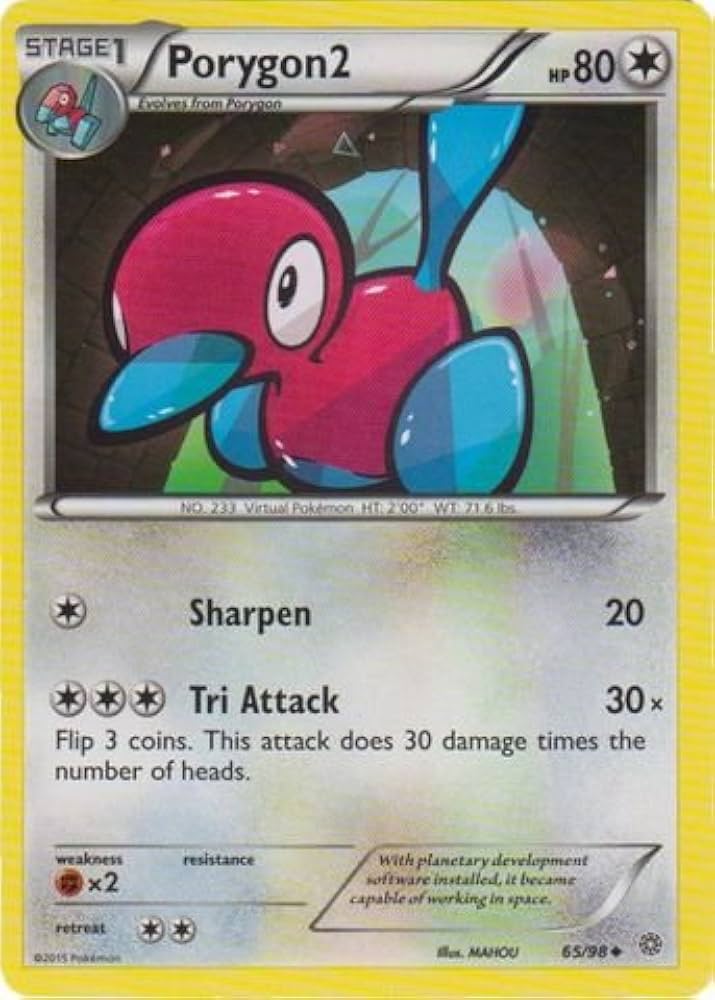 STAGE1
Porygon2
HP 80
Evolves from Porygon
NO. 233 Virtual Pokémon HT: 2'00" WT: 71.6 lbs.
Sharpen 20
Tri Attack 30×
Flip 3 coins. This attack does 30 damage times the
number of heads.
weakness resistance
×2
With planetary development
software installed, it became
capable of working in space.
retreat
©2015 Pokémon
Illus. MAHOU
65/98